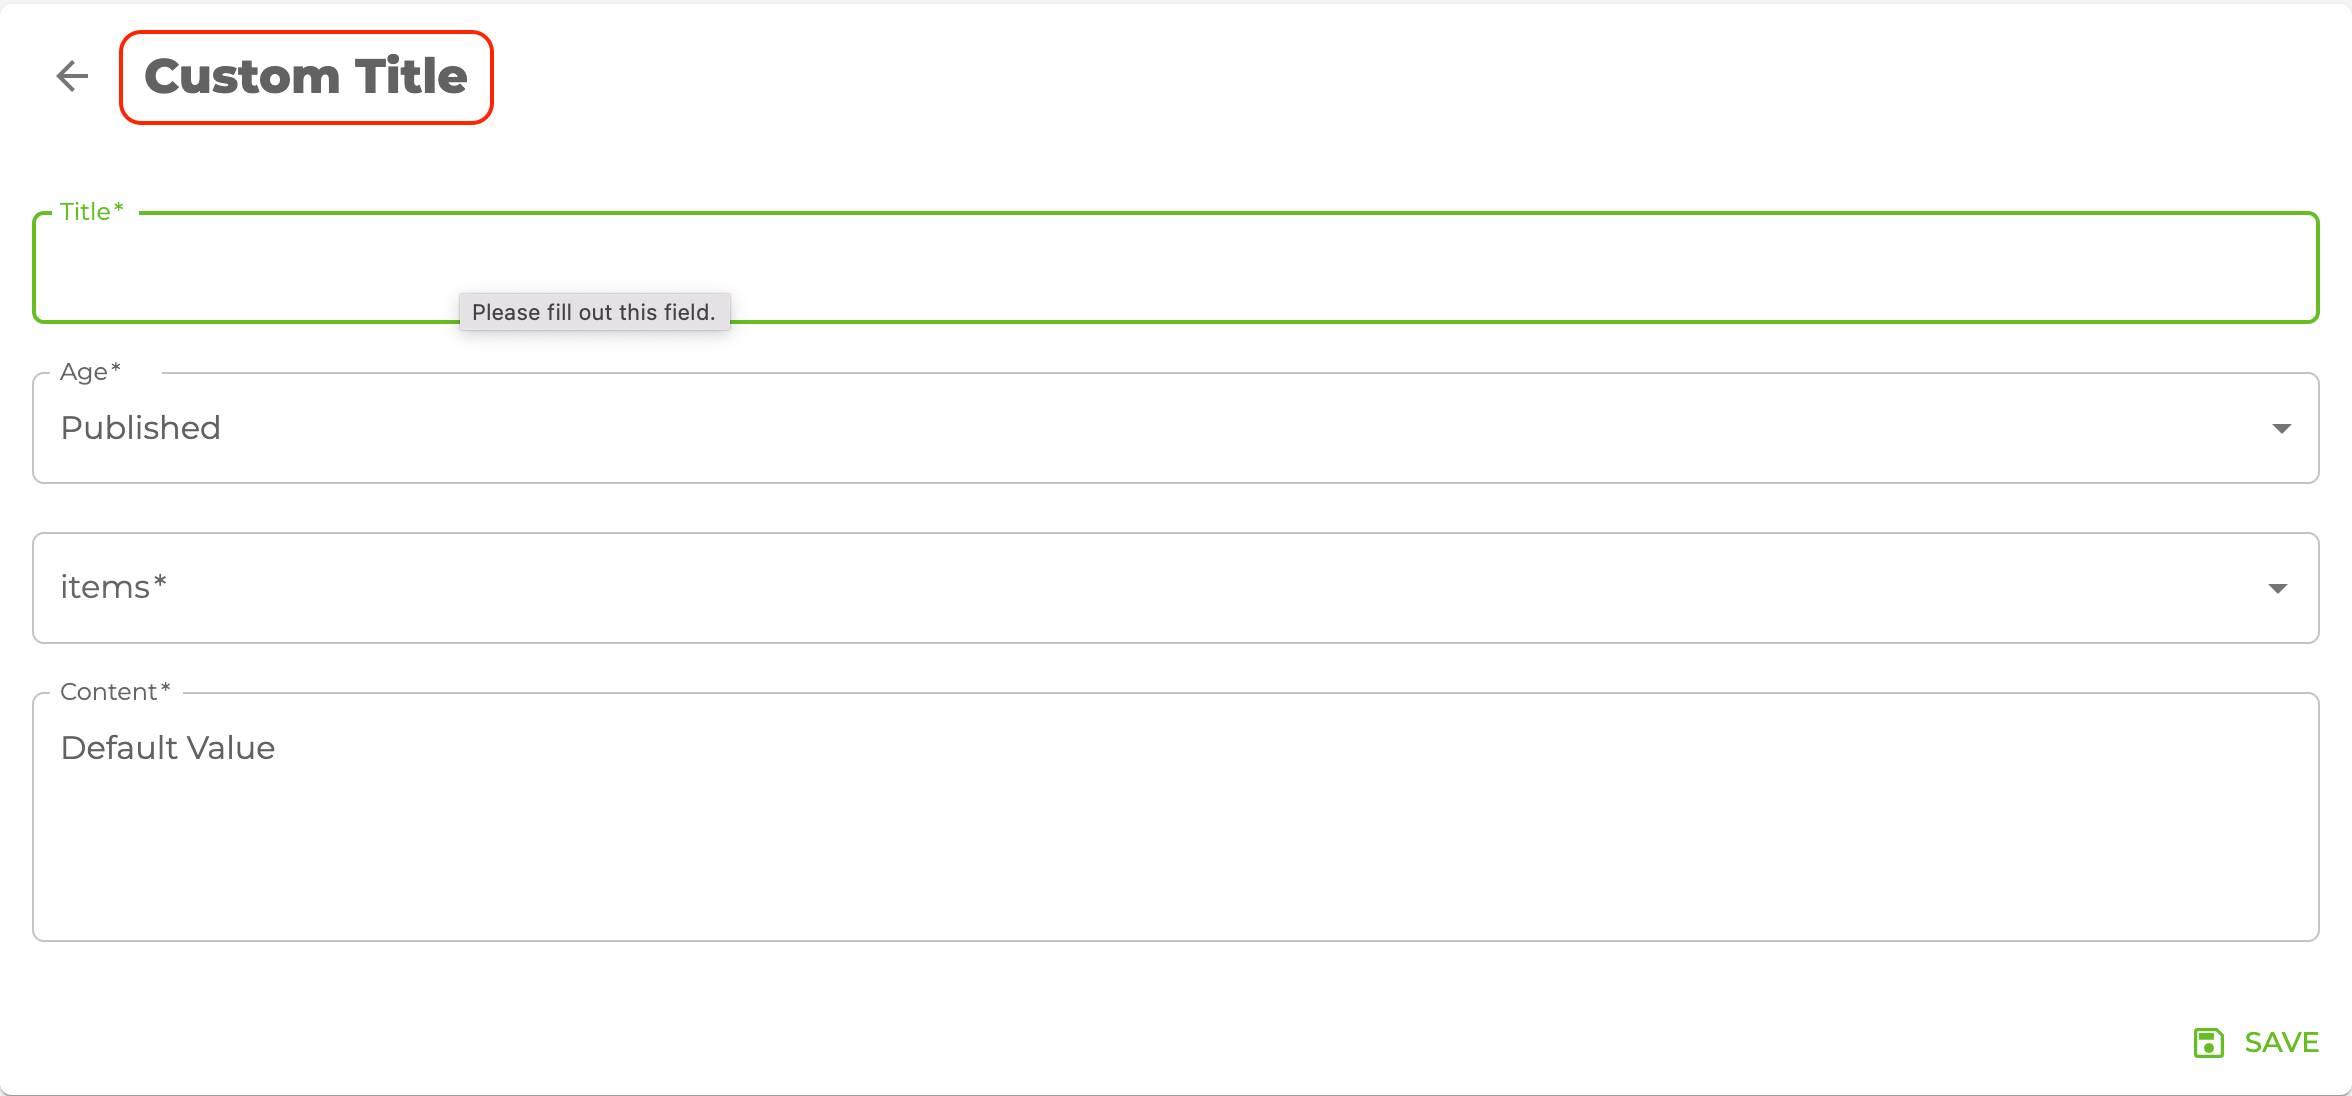 Custom Title
Title*
Please fill out this field.
Age*
Published
items*
Content*
Default Value
SAVE